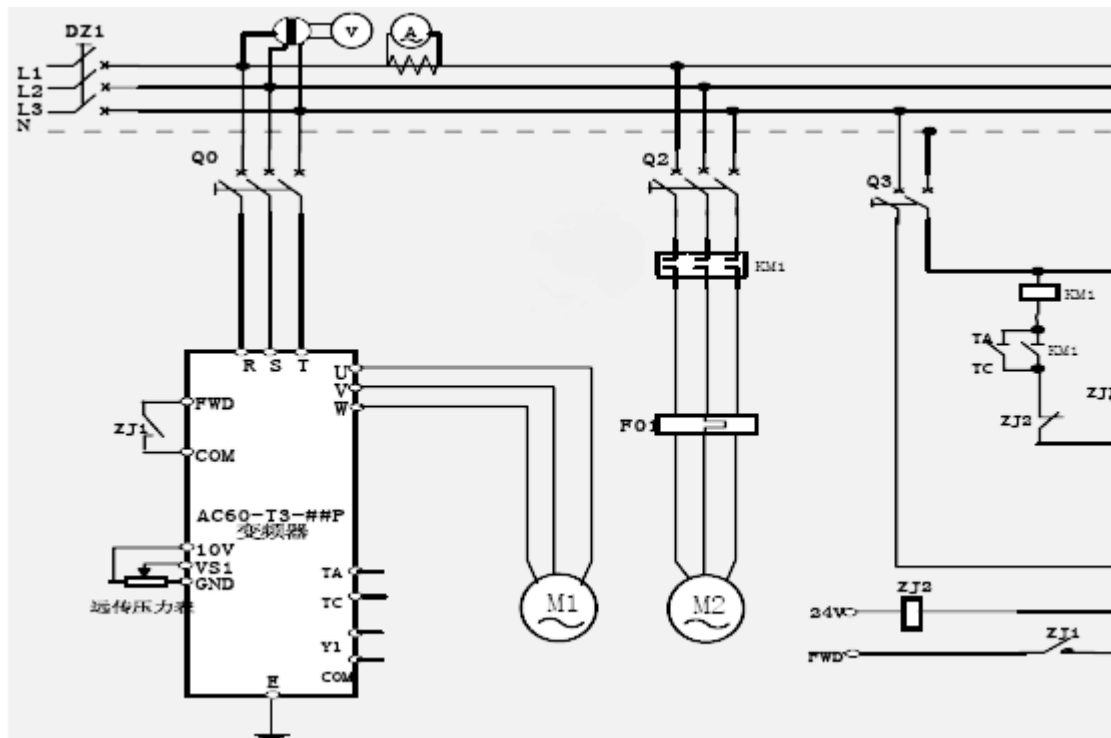 DZ1
V
A
L1
L2
L3
N
Q0
Q2
Q3
KM1
KM1
TA
KM1
TC
R S T
U
V
W
FWD
ZJ1
COM
F01
ZJ2
AC60-T3-##P
变频器
10V
VS1
GND
远传压力表
TA
TC
Y1
COM
E
M1
M2
ZJ2
24V
ZJ1
FWD